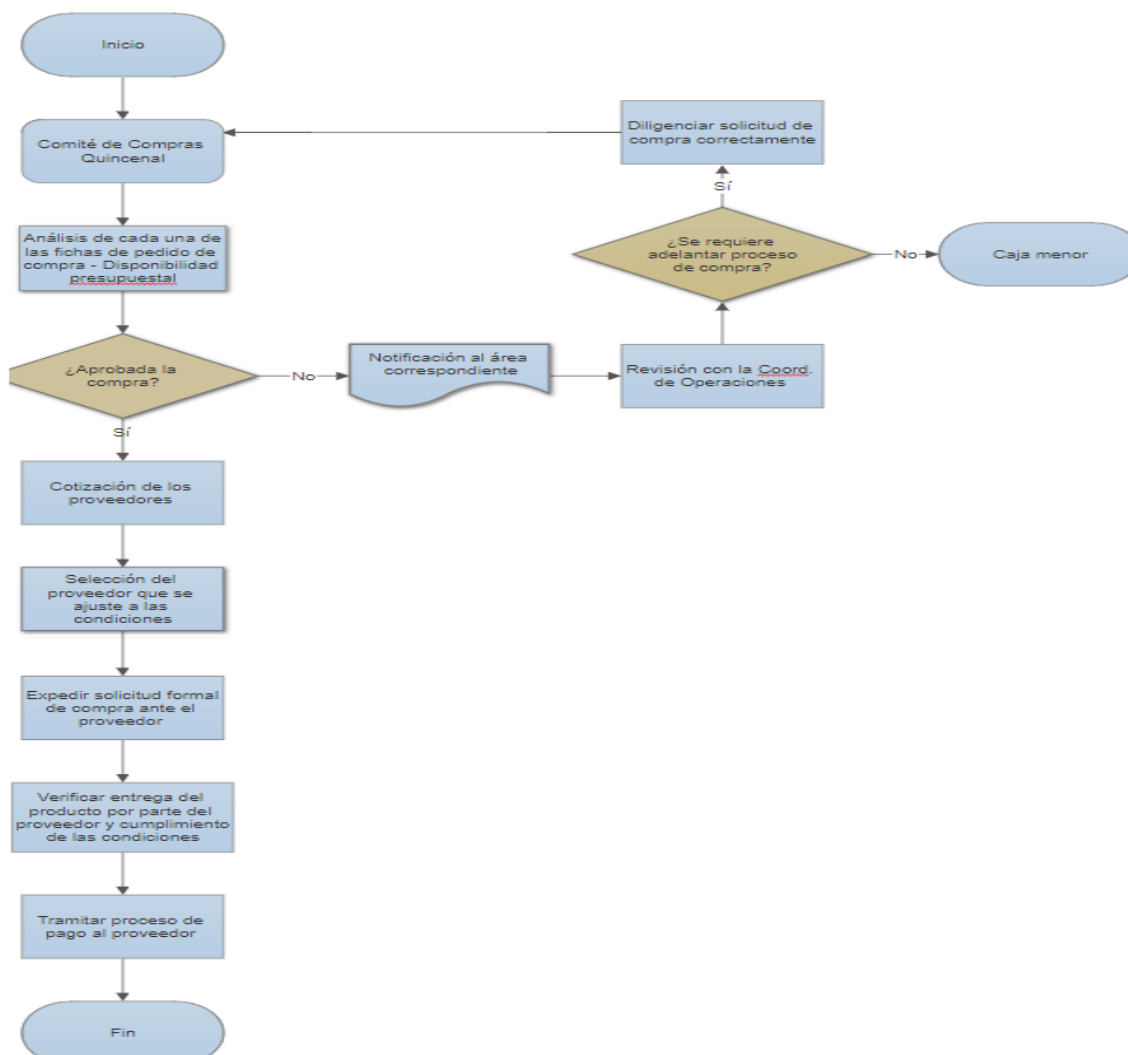 Inicio
Comité de Compras
Quincenal
Análisis de cada una de
las fichas de pedido de
compra - Disponibilidad
presupuestal
¿Aprobada la
compra?
No
Notificación al área
correspondiente
Revisión con la Coord.
de Operaciones
¿Se requiere
adelantar proceso
de compra?
No
Caja menor
Sí
Diligenciar solicitud de
compra correctamente
Sí
Cotización de los
proveedores
Selección del
proveedor que se
ajuste a las
condiciones
Expedir solicitud formal
de compra ante el
proveedor
Verificar entrega del
producto por parte del
proveedor y cumplimiento
de las condiciones
Tramitar proceso de
pago al proveedor
Fin